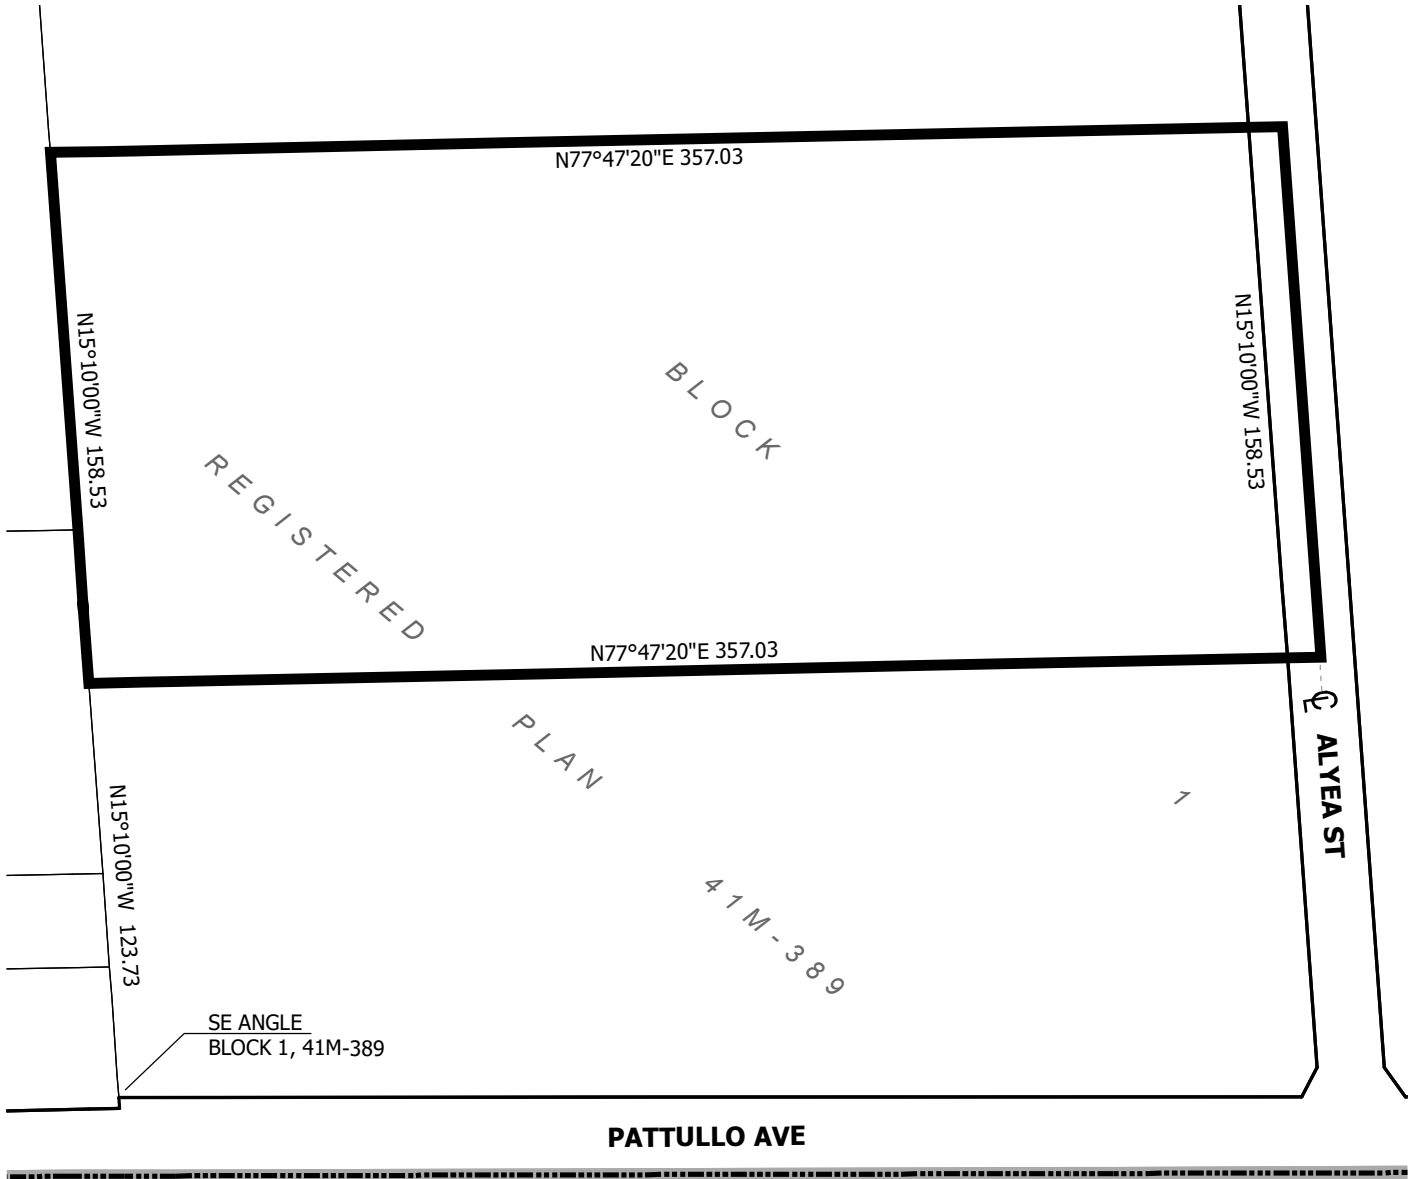 N77°47'20"E 357.03
N15°10'00"W 158.53
N15°10'00"W 158.53
BLOCK
REGISTERED
N77°47'20"E 357.03
PLAN
CL
ALYEA ST
1
N15°10'00"W 123.73
41M-389
SE ANGLE
BLOCK 1, 41M-389
PATTULLO AVE